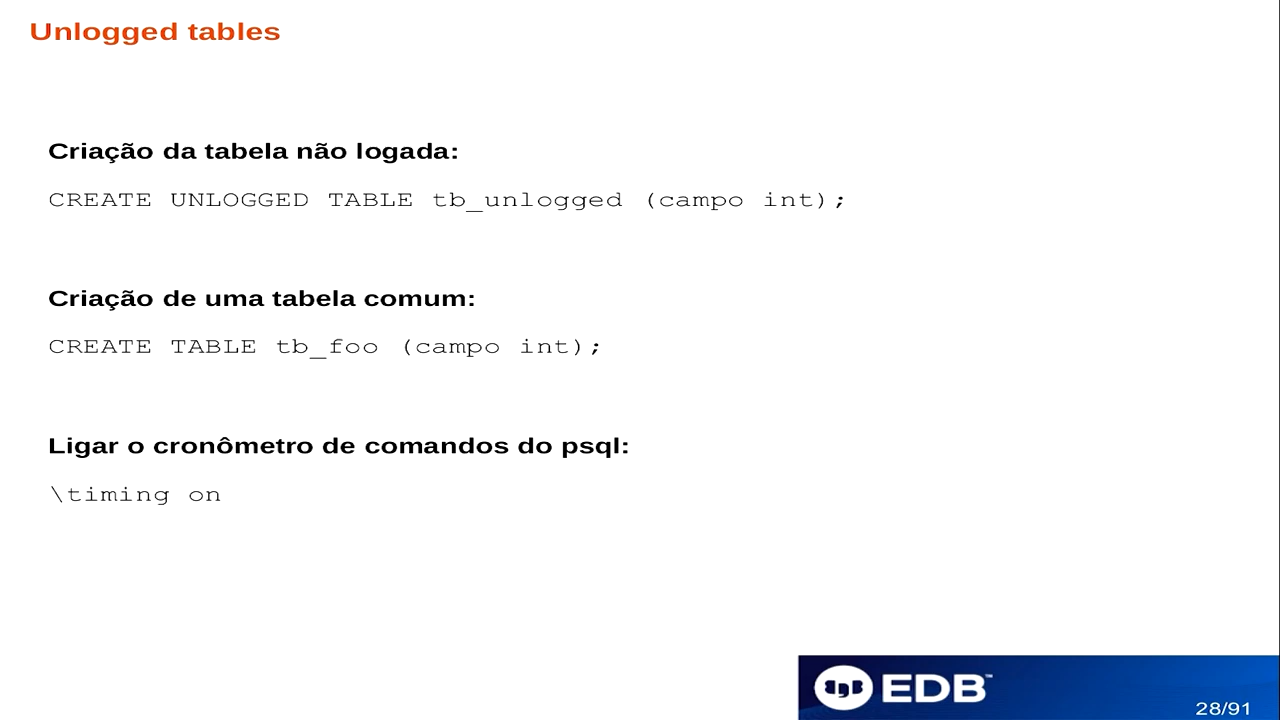 Unlogged tables
Criação da tabela não logada:
CREATE UNLOGGED TABLE tb_unlogged (campo int);
Criação de uma tabela comum:
CREATE TABLE tb_foo (campo int);
Ligar o cronômetro de comandos do psql:
\timing on
EDB™
28/91